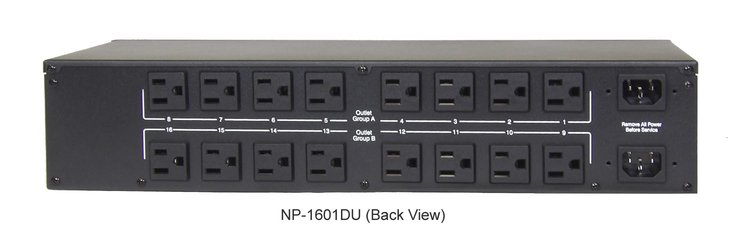 Outlet
Group A
8 7 6 5 4 3 2 1
Remove All Power
Before Service
16 15 14 13 12 11 10 9
Outlet
Group B
NP-1601DU (Back View)